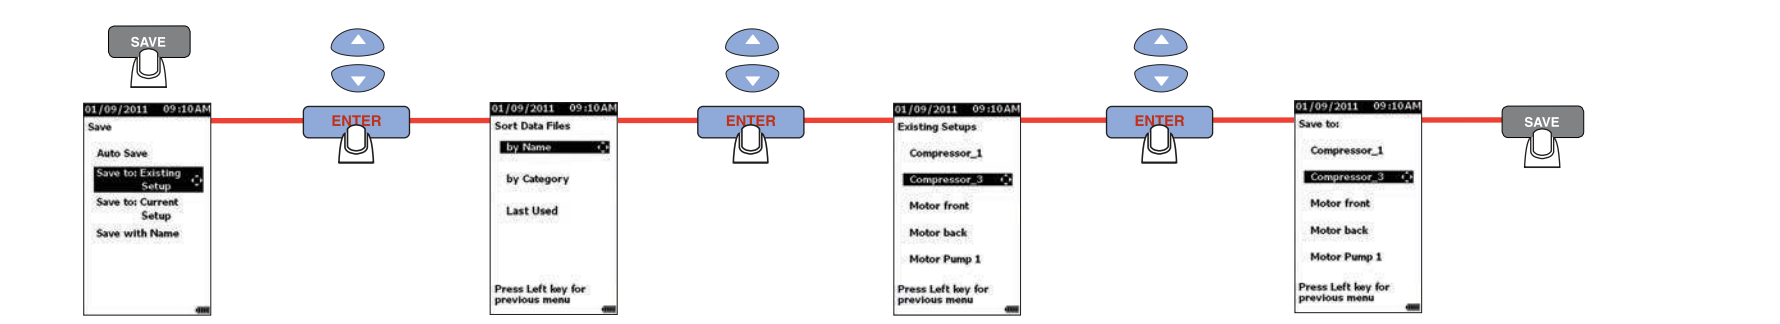 SAVE
01/09/2011 09:10AM
Save
Auto Save
Save to: Existing
Setup
Save to: Current
Setup
Save with Name
ENTER
01/09/2011 09:10AM
Sort Data Files
by Name
by Category
Last Used
Press Left key for
previous menu
ENTER
01/09/2011 09:10AM
Existing Setups
Compressor_1
Compressor_3
Motor front
Motor back
Motor Pump 1
Press Left key for
previous menu
ENTER
01/09/2011 09:10AM
Save to:
Compressor_1
Compressor_3
Motor front
Motor back
Motor Pump 1
Press Left key for
previous menu
SAVE